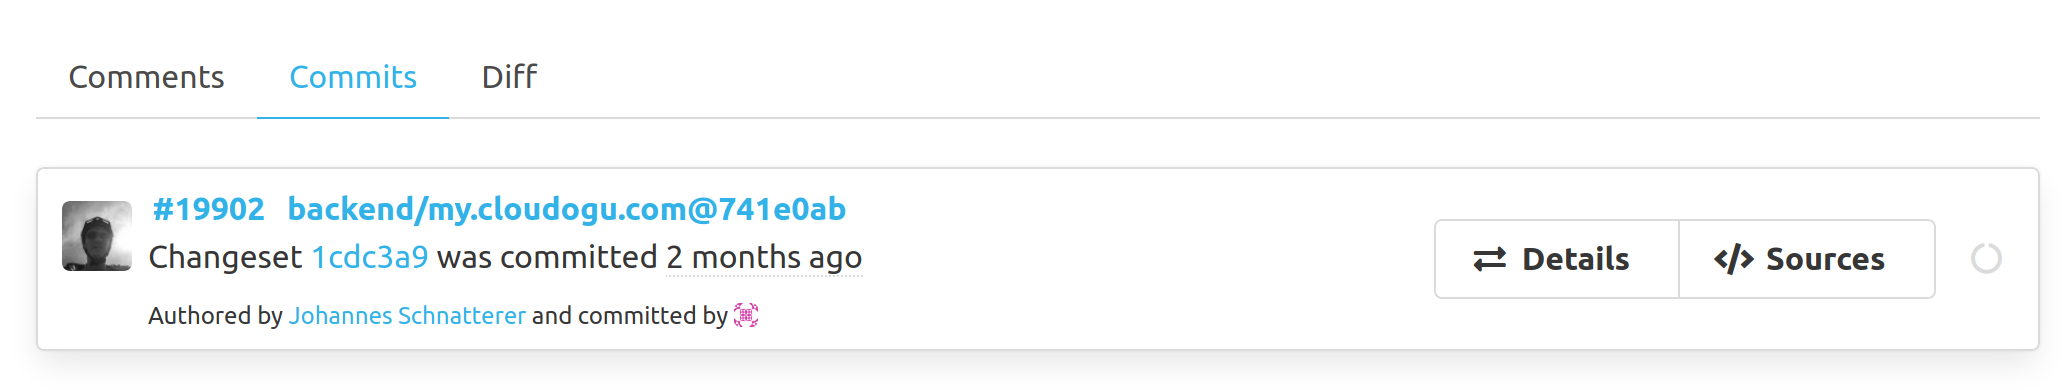 Comments Commits Diff
#19902 backend/my.cloudogu.com@741e0ab
Changeset 1cdc3a9 was committed 2 months ago
Authored by Johannes Schnatterer and committed by
Details Sources